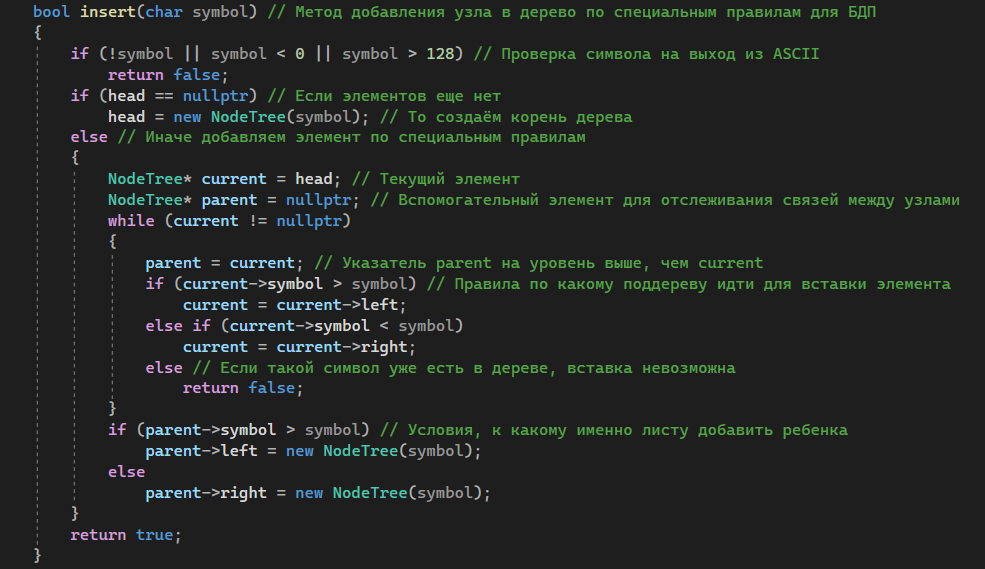 bool insert(char symbol) // Метод добавления узла в дерево по специальным правилам для БДП
{
if (!symbol || symbol < 0 || symbol > 128) // Проверка символа на выход из ASCII
return false;
if (head == nullptr) // Если элементов еще нет
head = new NodeTree(symbol); // То создаём корень дерева
else // Иначе добавляем элемент по специальным правилам
{
NodeTree* current = head; // Текущий элемент
NodeTree* parent = nullptr; // Вспомогательный элемент для отслеживания связей между узлами
while (current != nullptr)
{
parent = current; // Указатель parent на уровень выше, чем current
if (current->symbol > symbol) // Правила по какому поддереву идти для вставки элемента
current = current->left;
else if (current->symbol < symbol)
current = current->right;
else // Если такой символ уже есть в дереве, вставка невозможна
return false;
}
if (parent->symbol > symbol) // Условия, к какому именно листу добавить ребенка
parent->left = new NodeTree(symbol);
else
parent->right = new NodeTree(symbol);
}
return true;
}